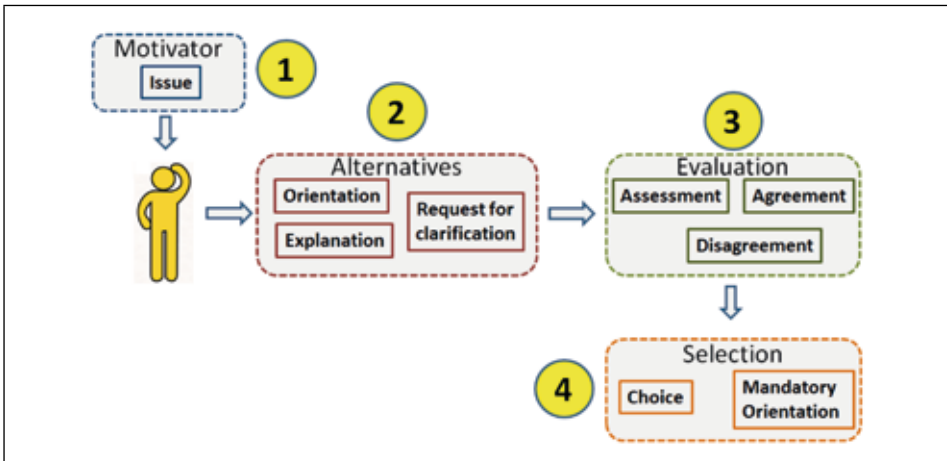 Motivator
Issue
1
2
Alternatives
Orientation
Explanation
Request for
clarification
3
Evaluation
Assessment
Agreement
Disagreement
4
Selection
Choice
Mandatory
Orientation